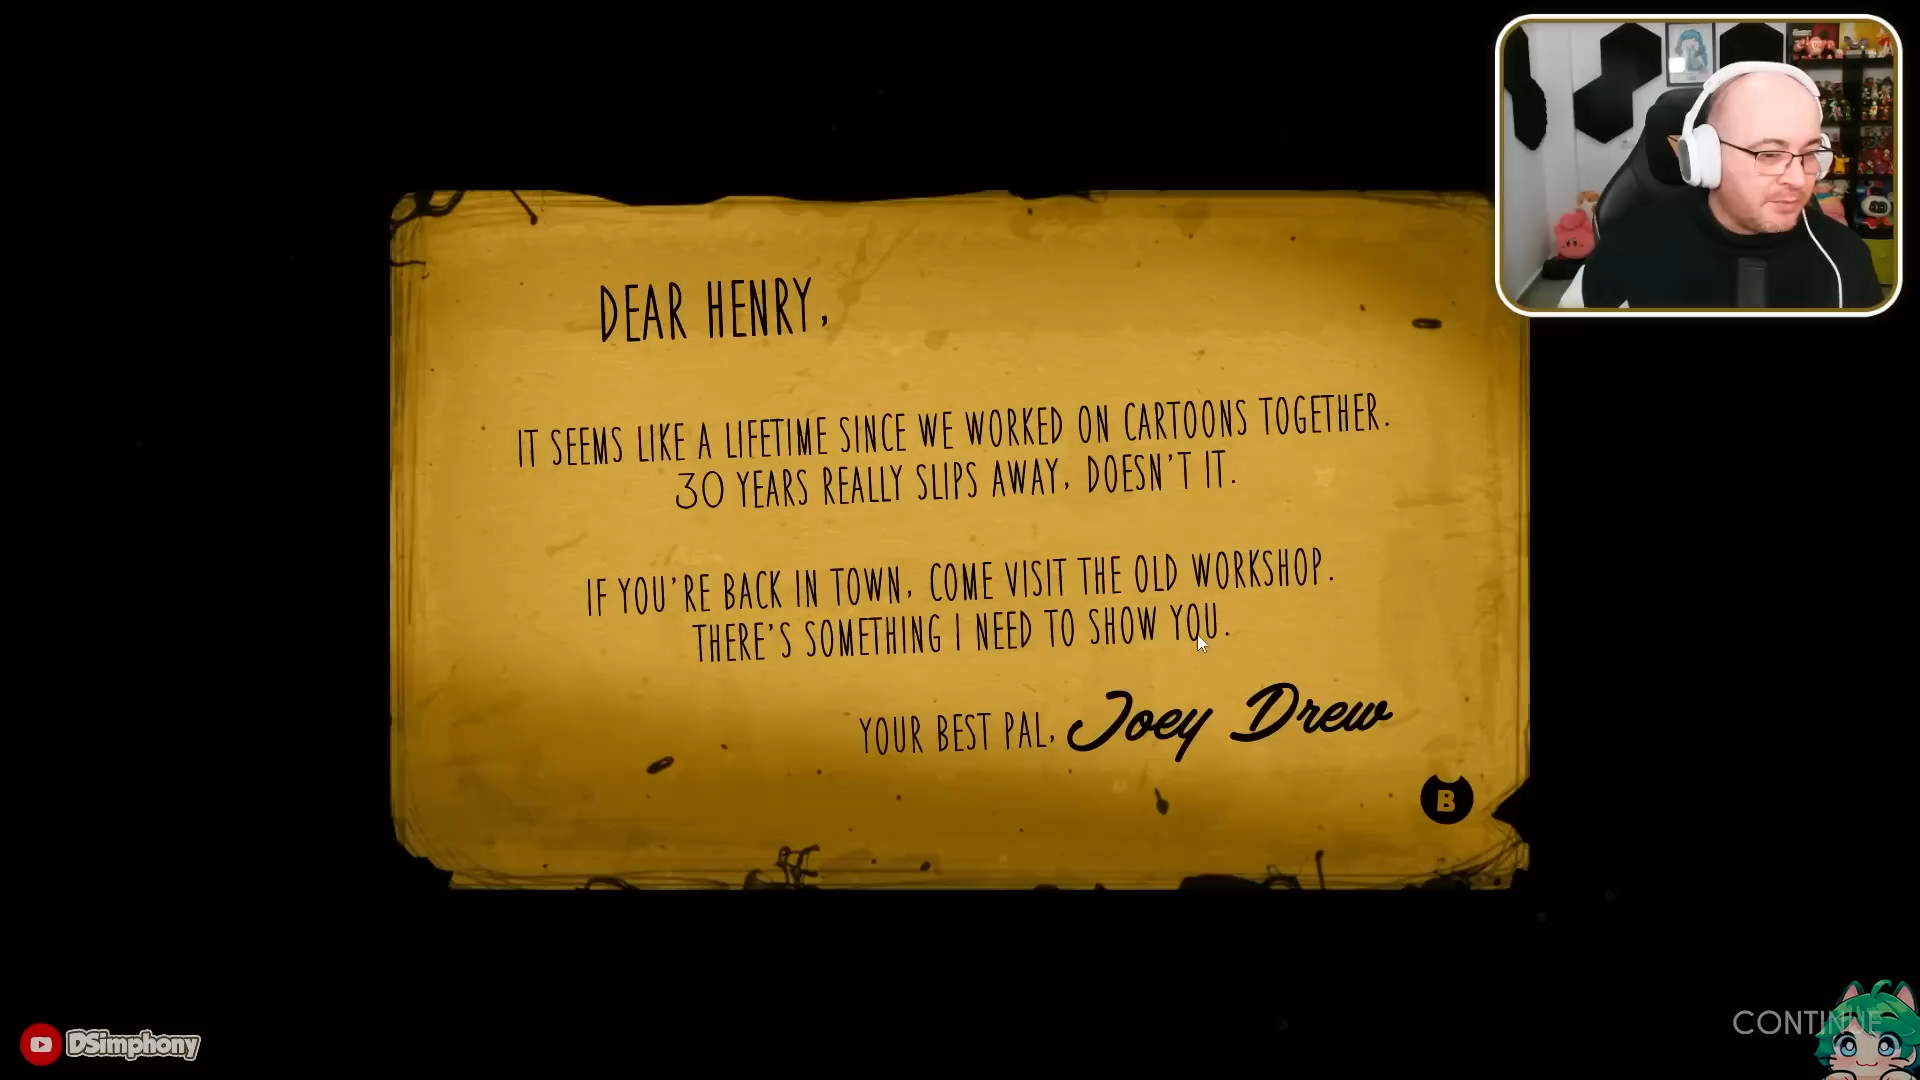 DEAR HENRY,
IT SEEMS LIKE A LIFETIME SINCE WE WORKED ON CARTOONS TOGETHER.
30 YEARS REALLY SLIPS AWAY, DOESN'T IT.
IF YOU'RE BACK IN TOWN, COME VISIT THE OLD WORKSHOP.
THERE'S SOMETHING I NEED TO SHOW YOU.
YOUR BEST PAL, Joey Drew
B
CONTINUE
DSimphony